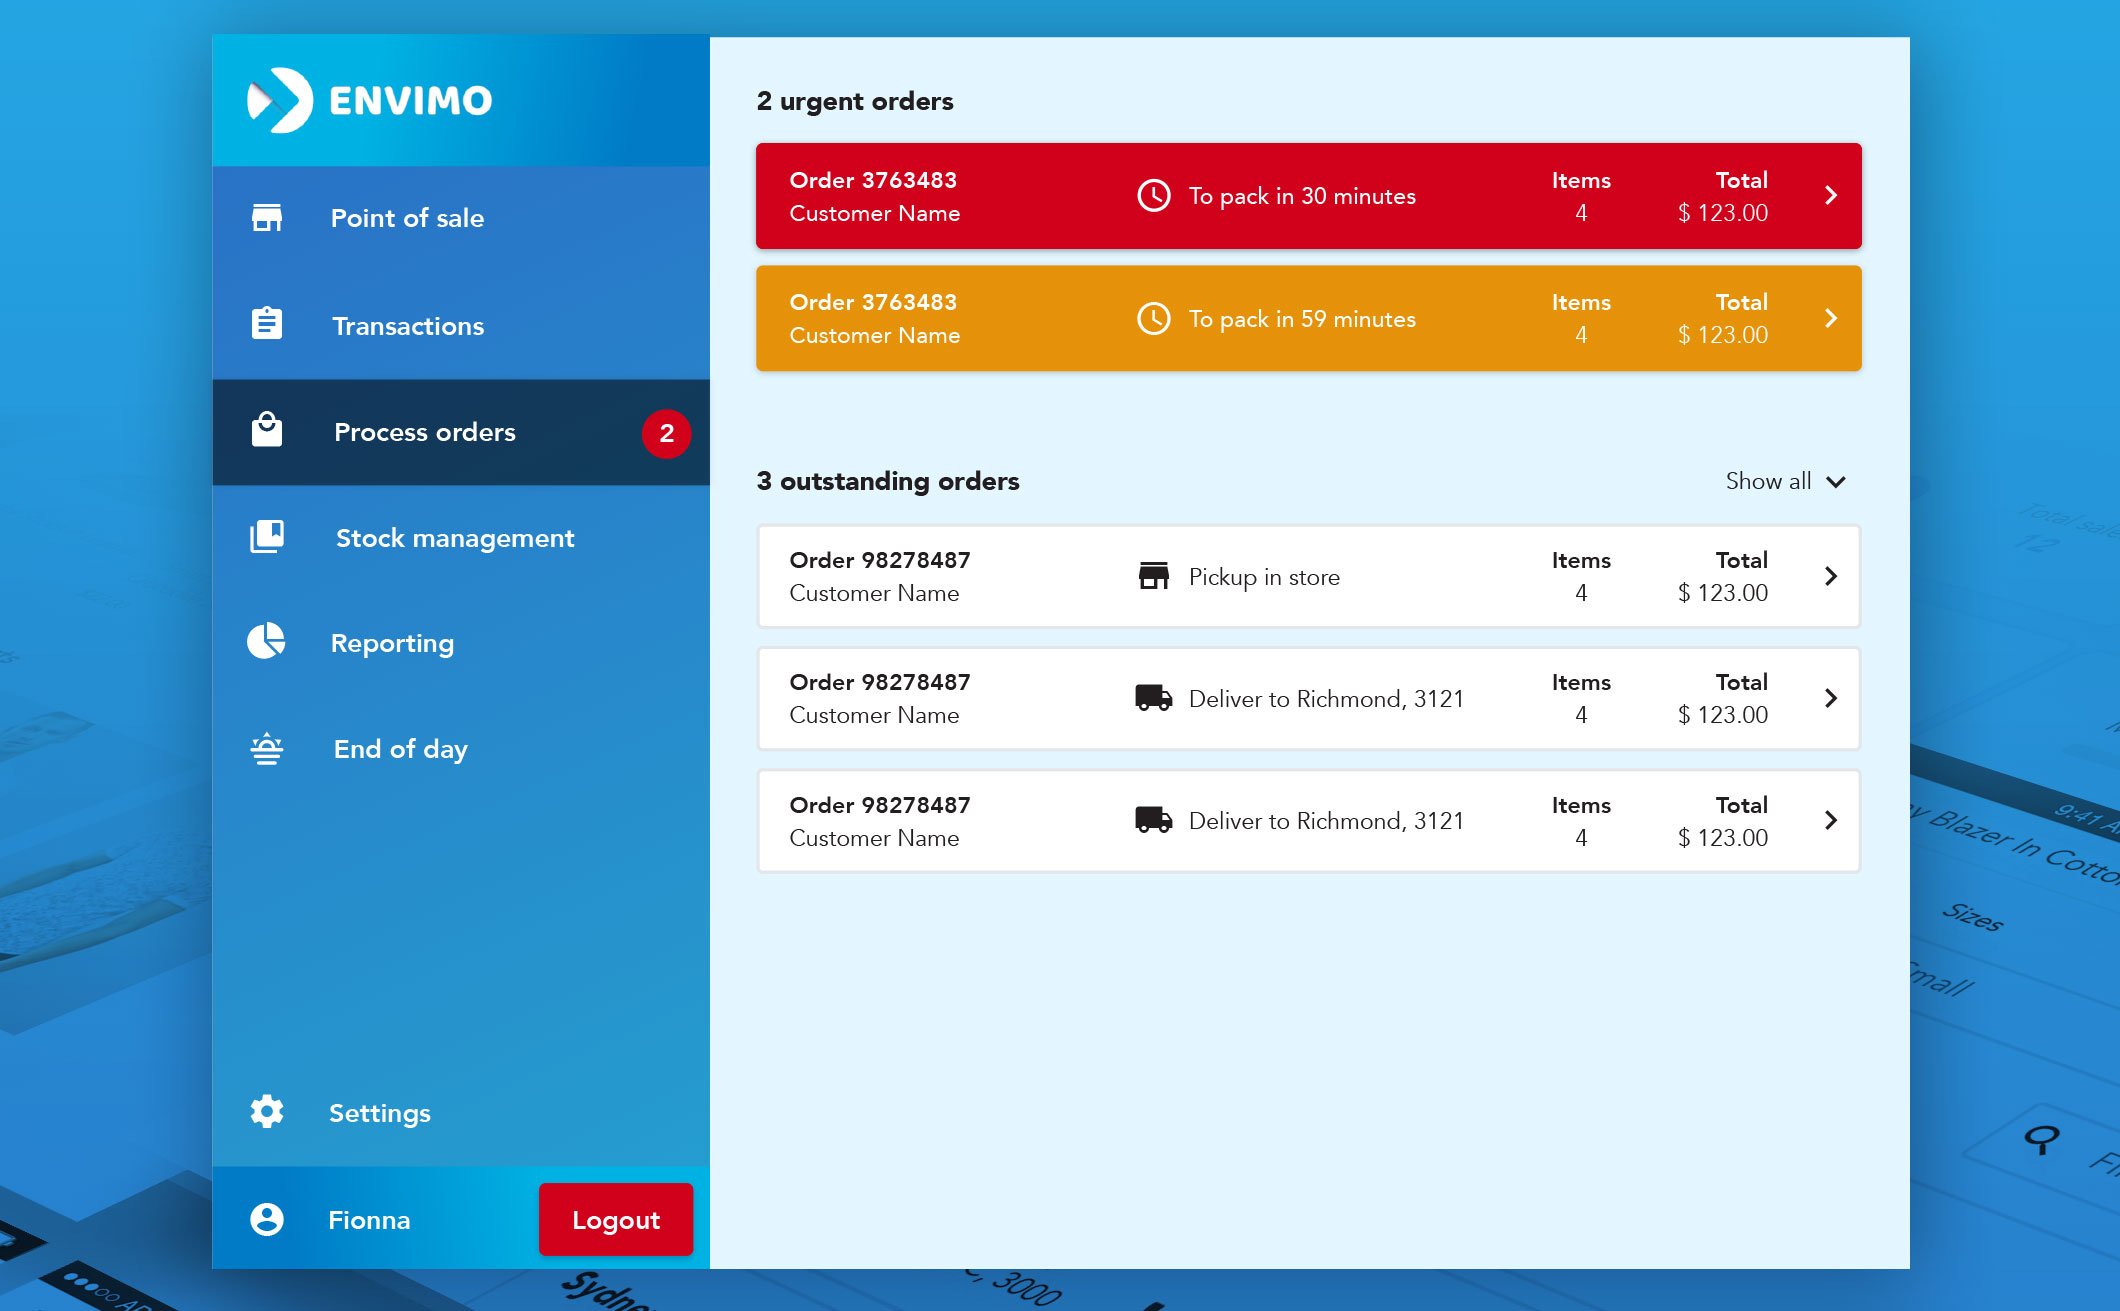 ENVIMO
Point of sale
Transactions
Process orders 2
Stock management
Reporting
End of day
Settings
Fionna Logout
2 urgent orders
Order 3763483
Customer Name
To pack in 30 minutes
Items
4
Total
$ 123.00
Order 3763483
Customer Name
To pack in 59 minutes
Items
4
Total
$ 123.00
3 outstanding orders Show all
Order 98278487
Customer Name
Pickup in store
Items
4
Total
$ 123.00
Order 98278487
Customer Name
Deliver to Richmond, 3121
Items
4
Total
$ 123.00
Order 98278487
Customer Name
Deliver to Richmond, 3121
Items
4
Total
$ 123.00
Total sale
12
9:41 A
y Blazer In Cotto
Sizes
Small
3000